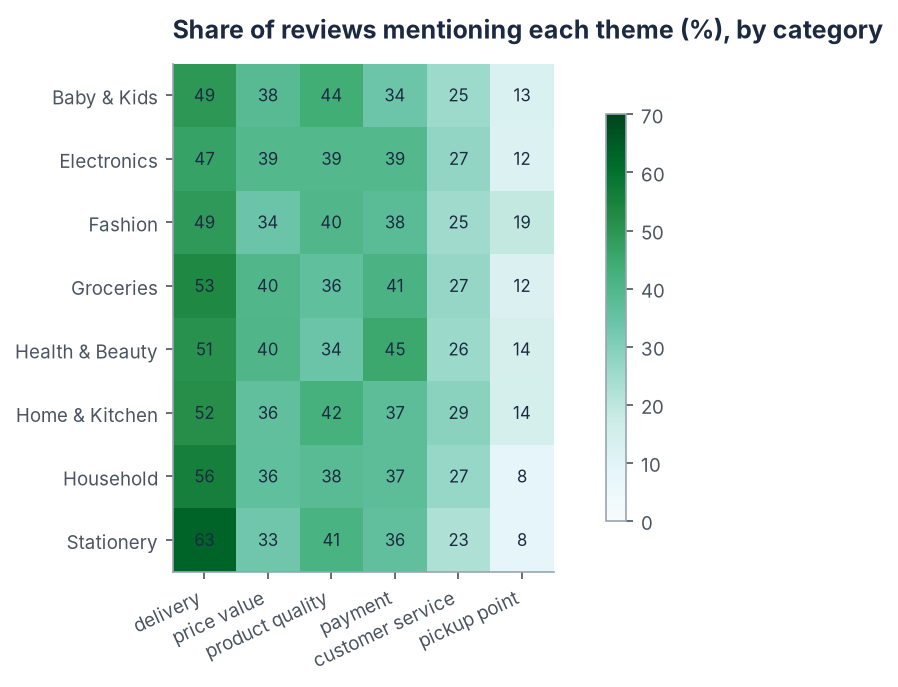 Share of reviews mentioning each theme (%), by category
Baby & Kids 49 38 44 34 25 13
Electronics 47 39 39 39 27 12
Fashion 49 34 40 38 25 19
Groceries 53 40 36 41 27 12
Health & Beauty 51 40 34 45 26 14
Home & Kitchen 52 36 42 37 29 14
Household 56 36 38 37 27 8
Stationery 63 33 41 36 23 8
delivery price value product quality payment customer service pickup point
70
60
50
40
30
20
10
0